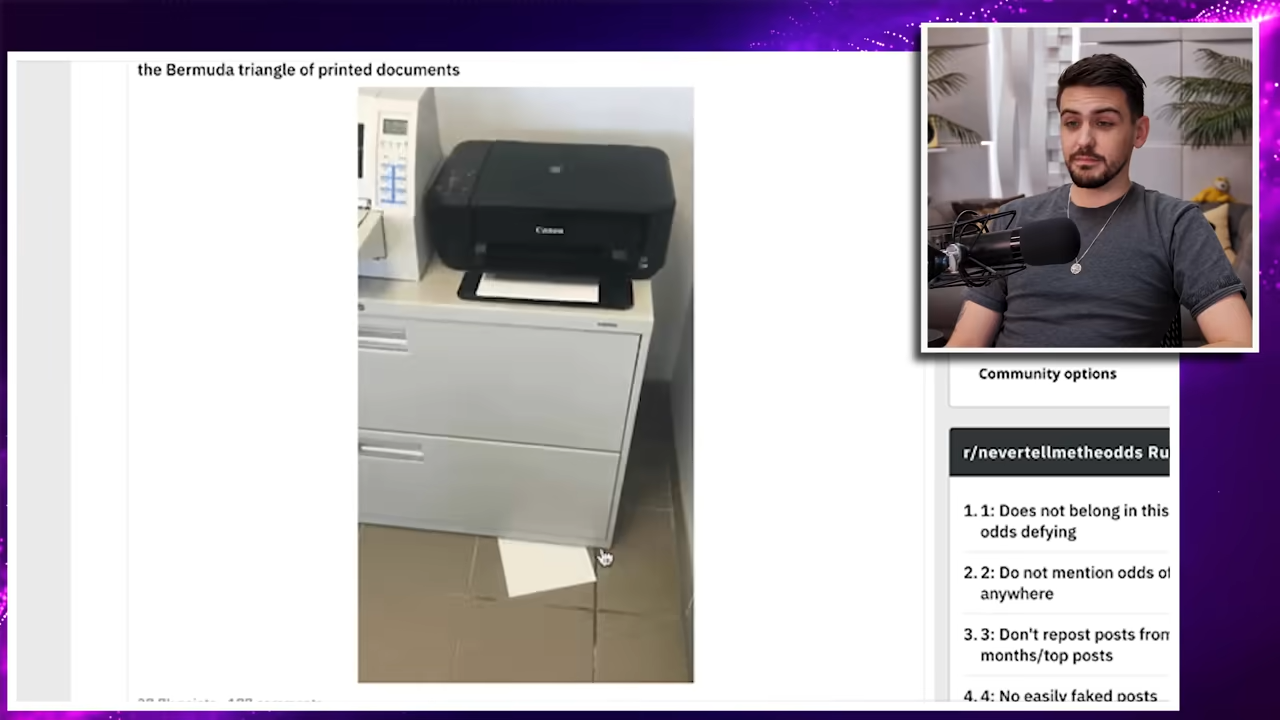 the Bermuda triangle of printed documents
Canon
Community options
r/nevertellmetheodds Ru
1. 1: Does not belong in this
odds defying
2. 2: Do not mention odds of
anywhere
3. 3: Don't repost posts from
months/top posts
4. 4: No easily faked posts